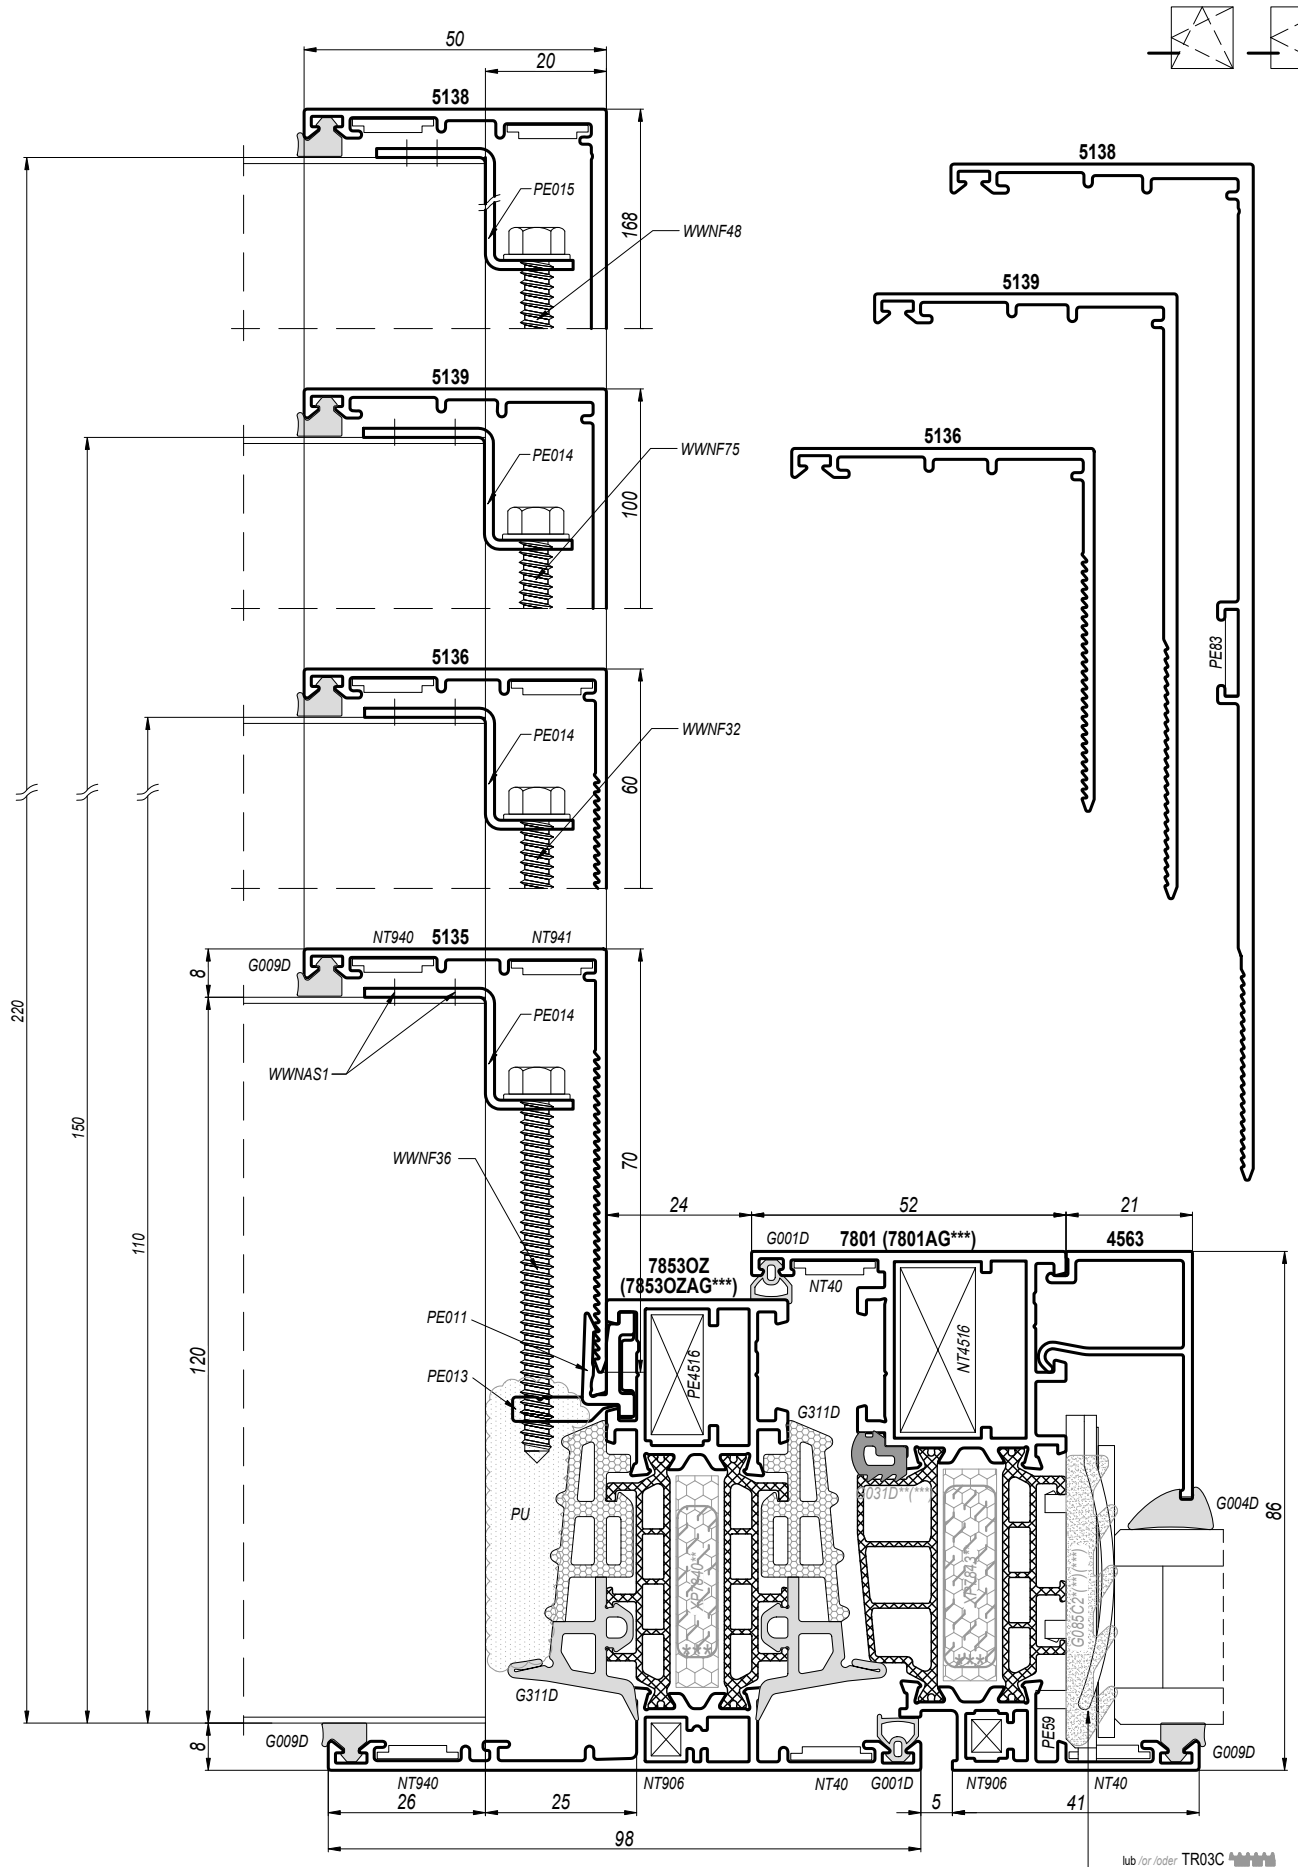 50
20
5138
PE015
WWNF48
168
5138
5139
5136
PE83
5139
PE014
WWNF75
100
5136
PE014
WWNF32
60
NT940
5135
NT941
G009D
8
PE014
WWNAS1
220
150
110
120
WWNF36
70
24
52
21
G001D
7801 (7801AG***)
4563
7853OZ
(7853OZAG***)
NT40
PE011
PE013
PE4516
NT4516
G311D
G004D
86
PU
G085C2*(**)(***)
G311D
8
G009D
PE59
G009D
NT940
NT906
NT40
G001D
NT906
NT40
26
25
5
41
98
lub /or /oder TR03C